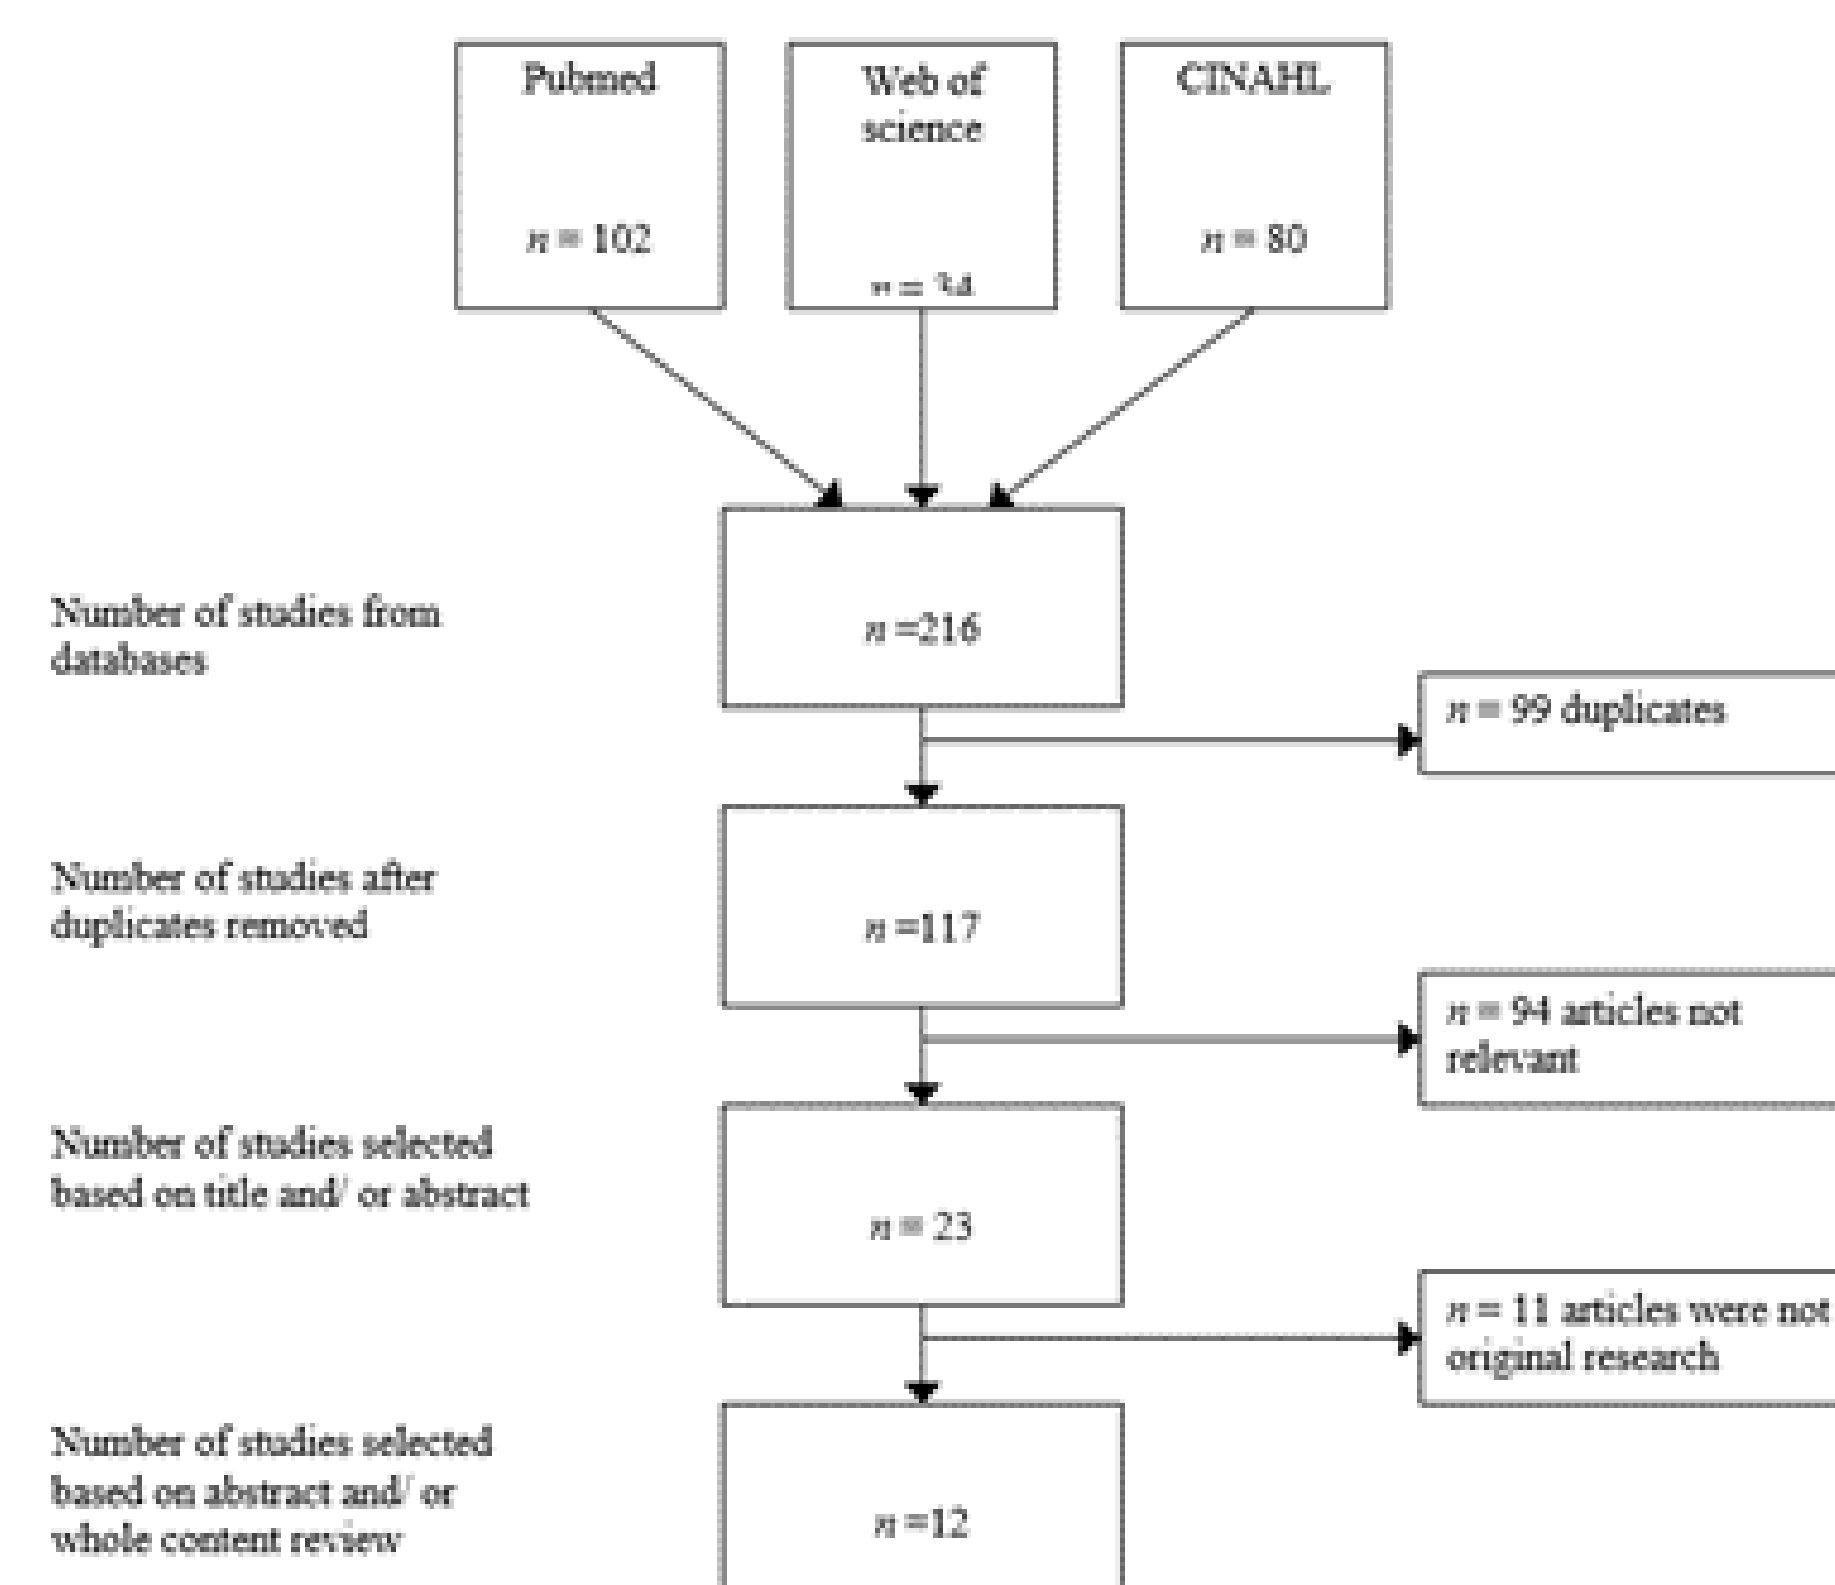 Pubmed
n = 102
Web of
science
n = 34
CINAHL
n = 80
Number of studies from
databases
n =216
n = 99 duplicates
Number of studies after
duplicates removed
n =117
n = 94 articles not
relevant
Number of studies selected
based on title and/ or abstract
n = 23
n = 11 articles were not
original research
Number of studies selected
based on abstract and/ or
whole content review
n =12